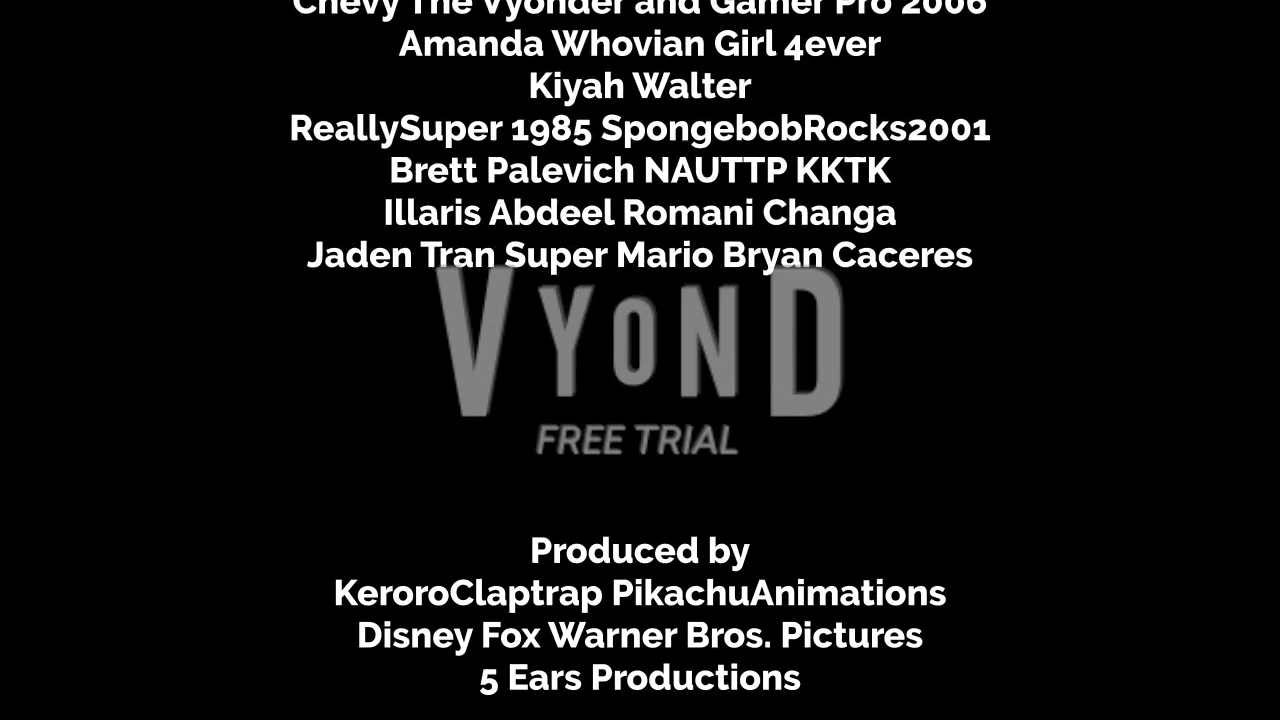 Chevy The Vyonder and Gamer Pro 2006
Amanda Whovian Girl 4ever
Kiyah Walter
ReallySuper 1985 SpongebobRocks2001
Brett Palevich NAUTTP KKTK
Illaris Abdeel Romani Changa
Jaden Tran Super Mario Bryan Caceres
VYOND
FREE TRIAL
Produced by
KeroroClaptrap PikachuAnimations
Disney Fox Warner Bros. Pictures
5 Ears Productions